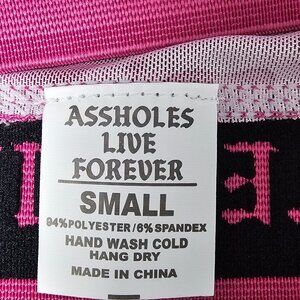 ASSHOLES
LIVE
FOREVER
SMALL
94%POLYESTER/6%SPANDEX
HAND WASH COLD
HANG DRY
MADE IN CHINA